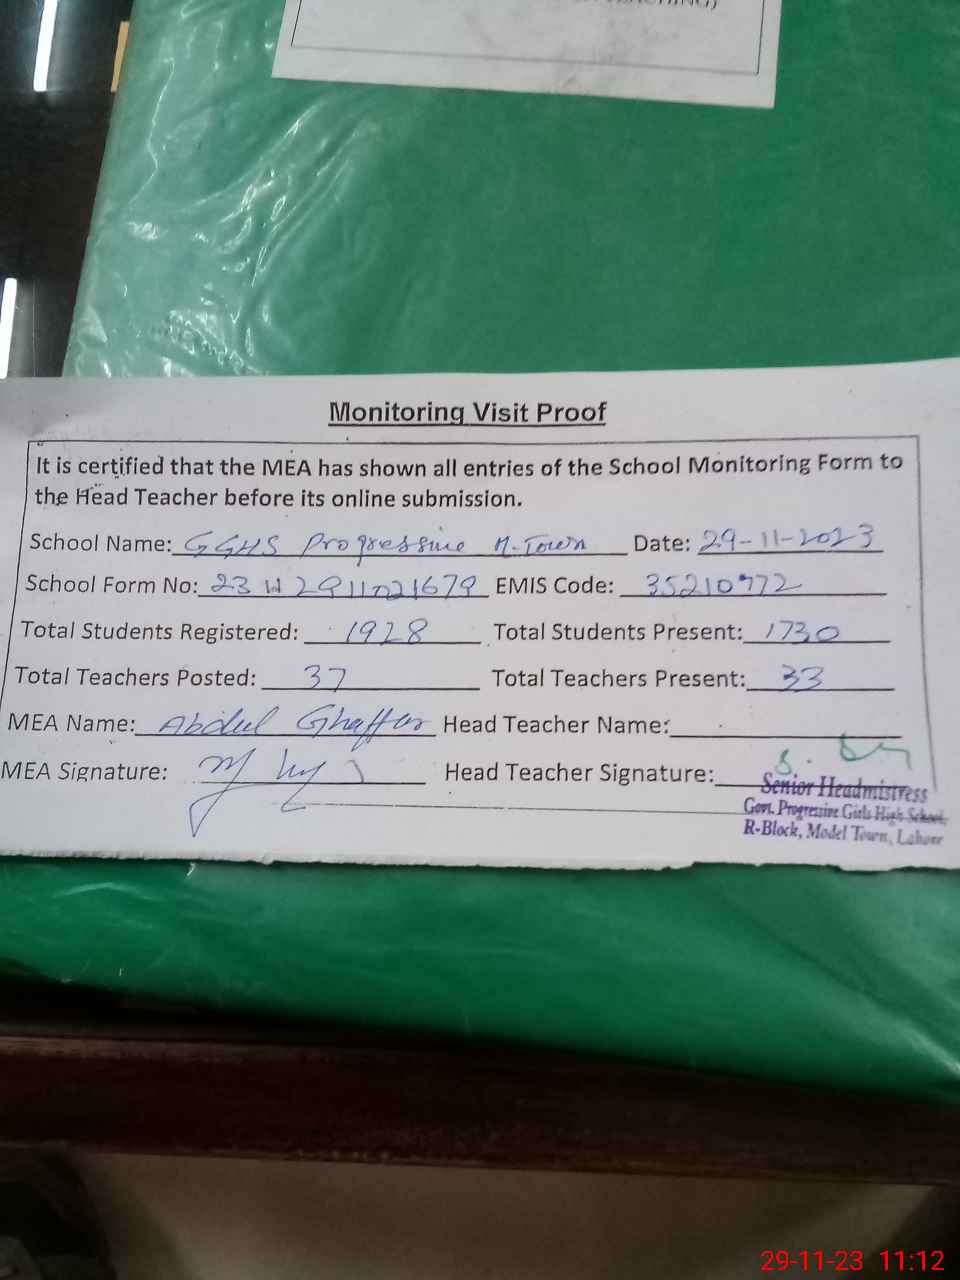 Monitoring Visit Proof
It is certified that the MEA has shown all entries of the School Monitoring Form to
the Head Teacher before its online submission.
School Name: GGHS Progressive M-Town Date: 29-11-2023
School Form No: 23 W 2911021679 EMIS Code: 35210772
Total Students Registered: 1928 Total Students Present: 1730
Total Teachers Posted: 37 Total Teachers Present: 33
MEA Name: Abdul Ghaffar Head Teacher Name:
MEA Signature: Head Teacher Signature:
Senior Headmistress
Govt. Progressive Girls High School,
R-Block, Model Town, Lahore
29-11-23 11:12